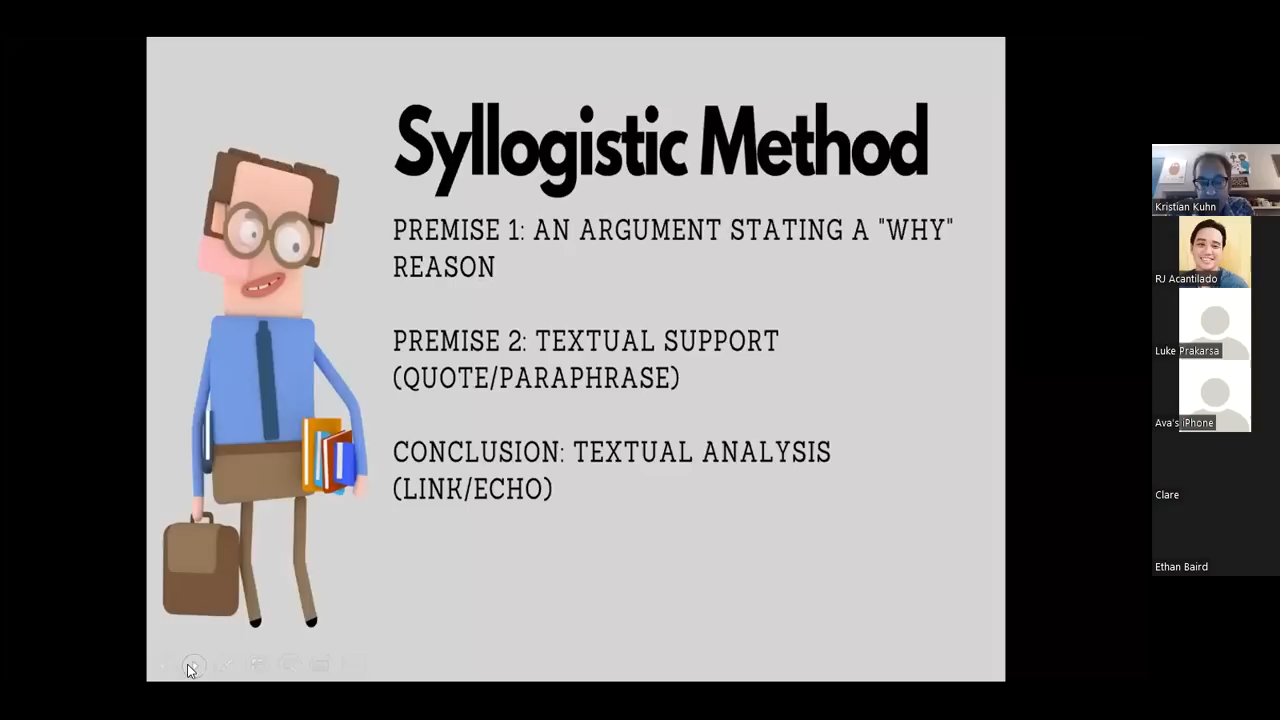 Syllogistic Method
PREMISE 1: AN ARGUMENT STATING A "WHY"
REASON
PREMISE 2: TEXTUAL SUPPORT
(QUOTE/PARAPHRASE)
CONCLUSION: TEXTUAL ANALYSIS
(LINK/ECHO)
Kristian Kuhn
RJ Acantilado
Luke Prakarsa
Ava's iPhone
Clare
Ethan Baird